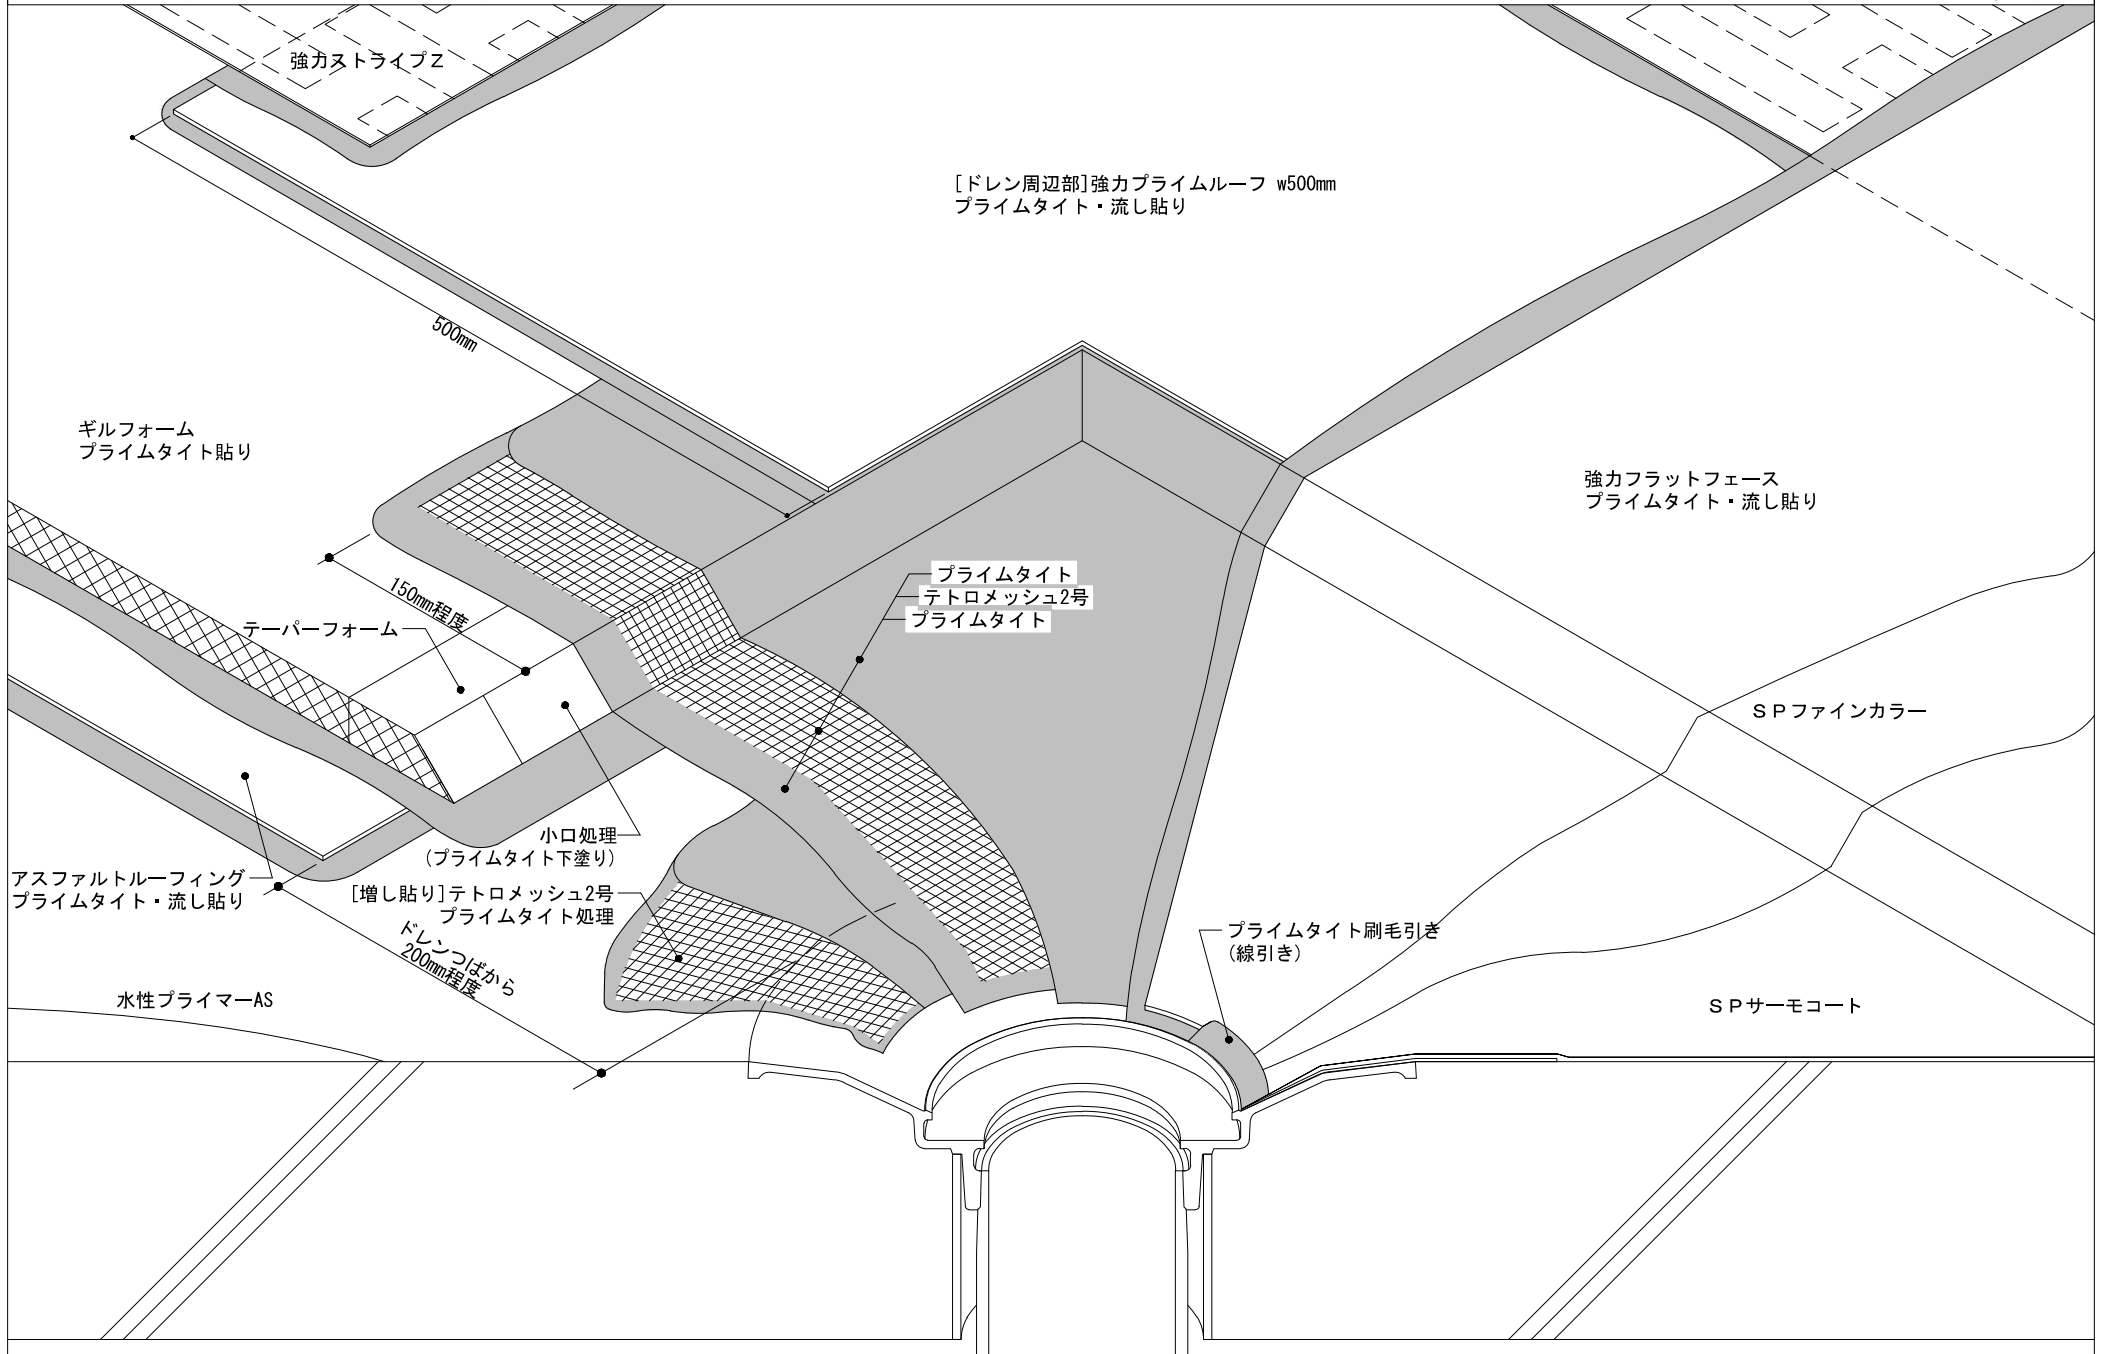 強力ストライプZ
[ドレン周辺部]強力プライムルーフ w500mm
プライムタイト・流し貼り
500mm
ギルフォーム
プライムタイト貼り
強力フラットフェース
プライムタイト・流し貼り
プライムタイト
テトロメッシュ2号
プライムタイト
150mm程度
テーパーフォーム
SPファインカラー
小口処理
(プライムタイト下塗り)
アスファルトルーフィング
プライムタイト・流し貼り
[増し貼り]テトロメッシュ2号
プライムタイト処理
ドレンつばから
200mm程度
プライムタイト刷毛引き
(線引き)
水性プライマーAS
SPサーモコート